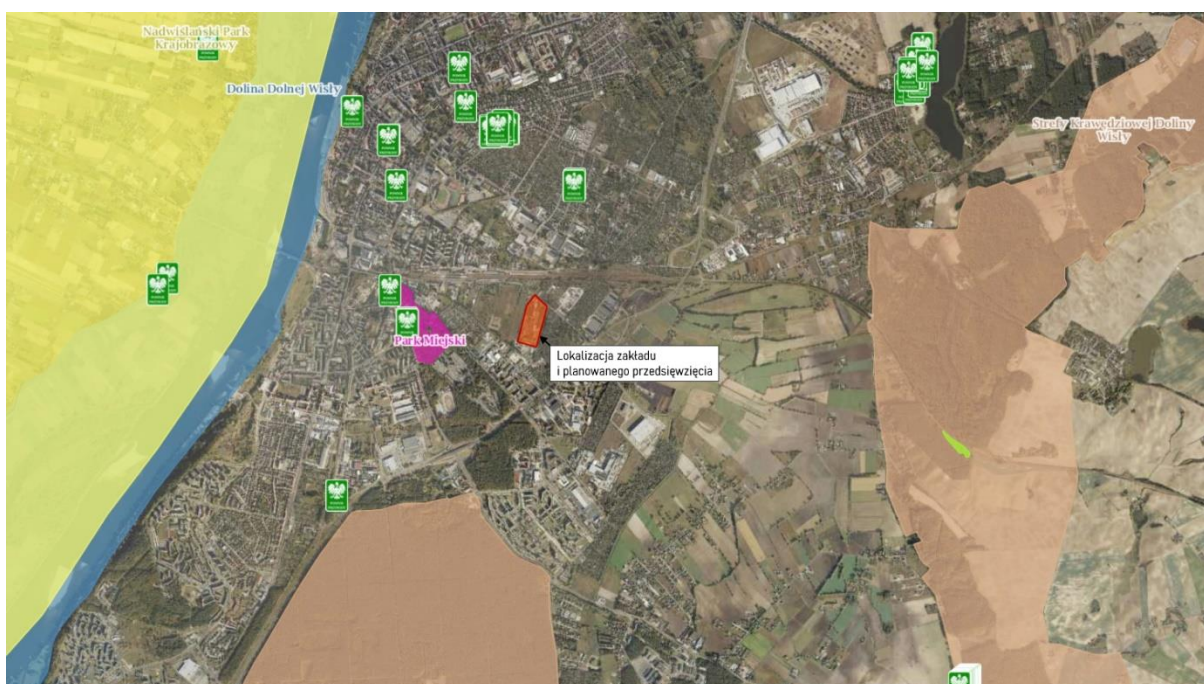 Nadwiślański Park
Krajobrazowy
Dolina Dolnej Wisły
Strefy Krawędziowej Doliny
Wisły
Park Miejski
Lokalizacja zakładu
i planowanego przedsięwzięcia